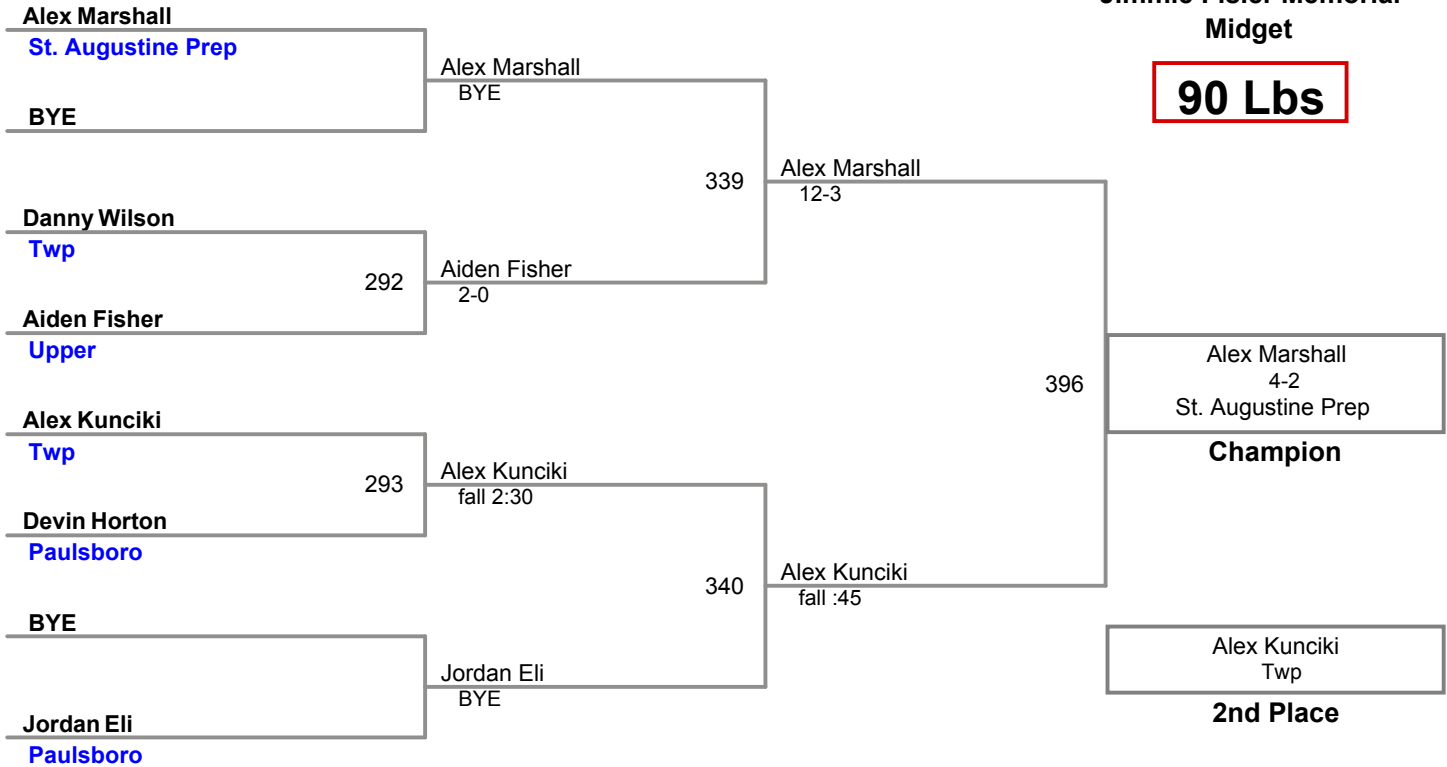 Alex Marshall
St. Augustine Prep
BYE
Danny Wilson
Twp
Aiden Fisher
Upper
Alex Kunciki
Twp
Devin Horton
Paulsboro
BYE
Jordan Eli
Paulsboro
292
293
Alex Marshall
BYE
Aiden Fisher
2-0
Alex Kunciki
fall 2:30
Jordan Eli
BYE
339
340
Alex Marshall
12-3
Alex Kunciki
fall :45
396
Memorial
Midget
90 Lbs
Alex Marshall
4-2
St. Augustine Prep
Champion
Alex Kunciki
Twp
2nd Place